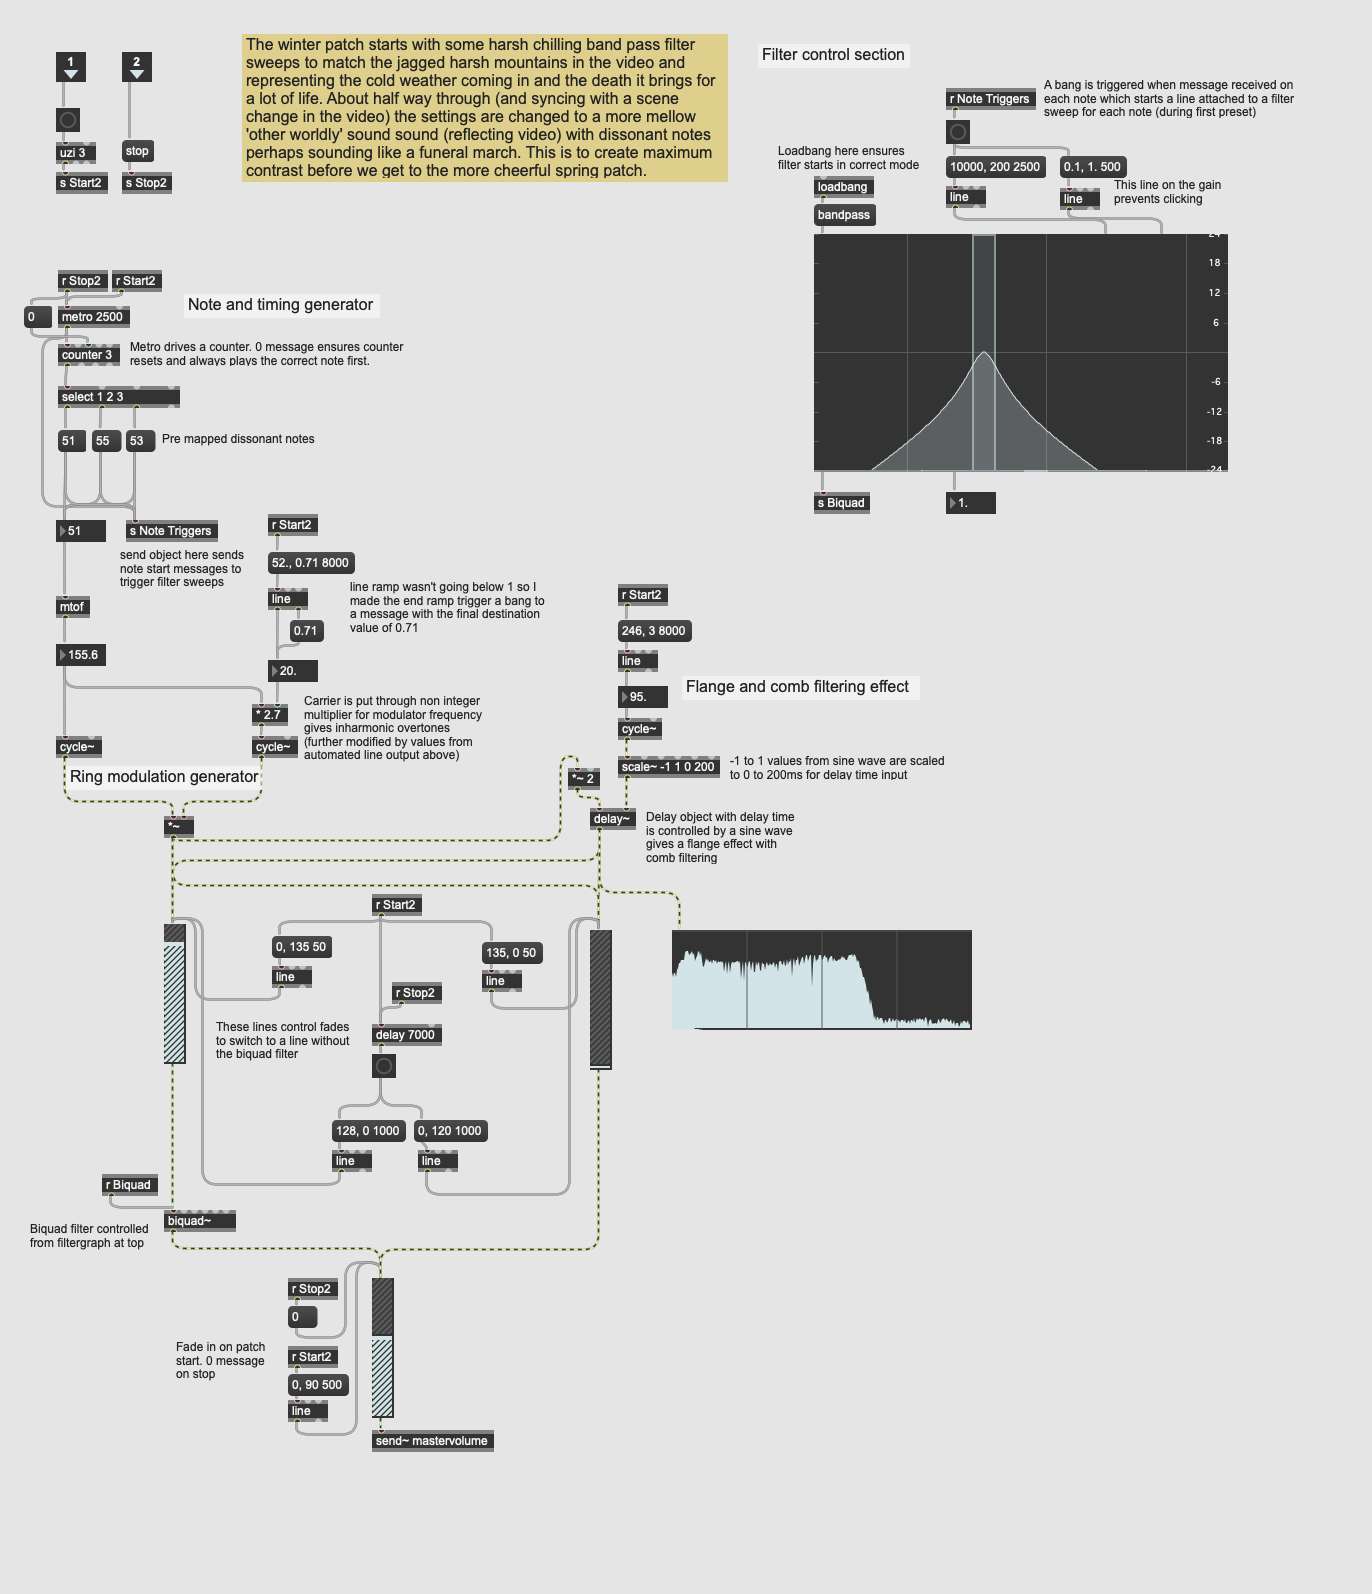 1
2
uzi 3
stop
s Start2
s Stop2
The winter patch starts with some harsh chilling band pass filter
sweeps to match the jagged harsh mountains in the video and
representing the cold weather coming in and the death it brings for
a lot of life. About half way through (and syncing with a scene
change in the video) the settings are changed to a more mellow
'other worldly' sound sound (reflecting video) with dissonant notes
perhaps sounding like a funeral march. This is to create maximum
contrast before we get to the more cheerful spring patch.
Filter control section
r Note Triggers
A bang is triggered when message received on
each note which starts a line attached to a filter
sweep for each note (during first preset)
Loadbang here ensures
filter starts in correct mode
loadbang
bandpass
10000, 200 2500
0.1, 1. 500
line
line
This line on the gain
prevents clicking
24
18
12
6
-6
-12
-18
-24
s Biquad
1.
r Stop2
r Start2
Note and timing generator
0
metro 2500
counter 3
Metro drives a counter. 0 message ensures counter
resets and always plays the correct note first.
select 1 2 3
51
55
53
Pre mapped dissonant notes
51
s Note Triggers
send object here sends
note start messages to
trigger filter sweeps
r Start2
52., 0.71 8000
line
0.71
20.
line ramp wasn't going below 1 so I
made the end ramp trigger a bang to
a message with the final destination
value of 0.71
mtof
155.6
* 2.7
Carrier is put through non integer
multiplier for modulator frequency
gives inharmonic overtones
(further modified by values from
automated line output above)
cycle~
cycle~
Ring modulation generator
*~
r Start2
246, 3 8000
line
95.
Flange and comb filtering effect
cycle~
scale~ -1 1 0 200
-1 to 1 values from sine wave are scaled
to 0 to 200ms for delay time input
*~ 2
delay~
Delay object with delay time
is controlled by a sine wave
gives a flange effect with
comb filtering
r Start2
0, 135 50
line
135, 0 50
line
r Stop2
These lines control fades
to switch to a line without
the biquad filter
delay 7000
128, 0 1000
0, 120 1000
line
line
r Biquad
biquad~
Biquad filter controlled
from filtergraph at top
r Stop2
0
Fade in on patch
start. 0 message
on stop
r Start2
0, 90 500
line
send~ mastervolume